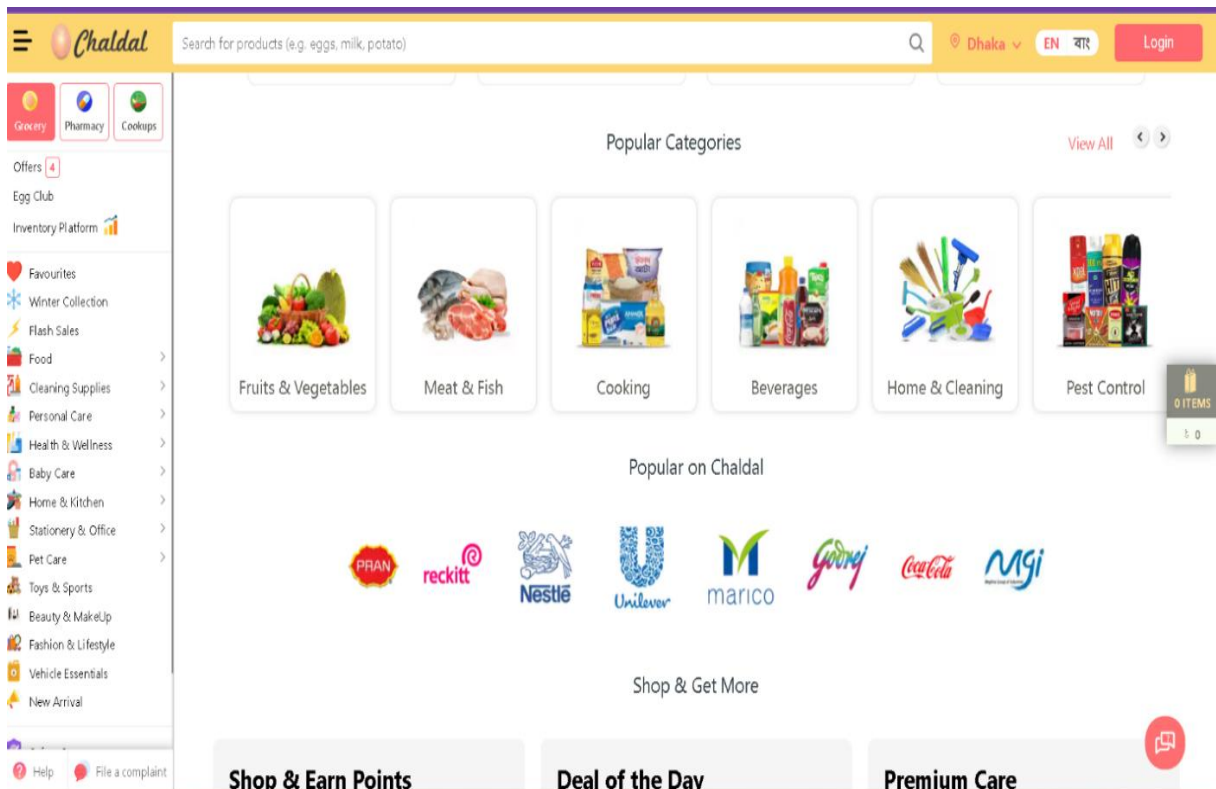 Chaldal
Search for products (e.g. eggs, milk, potato)
Dhaka
EN বাং
Login
Grocery Pharmacy Cookups
Offers 4
Egg Club
Inventory Platform
Favourites
Winter Collection
Flash Sales
Food
Cleaning Supplies
Personal Care
Health & Wellness
Baby Care
Home & Kitchen
Stationery & Office
Pet Care
Toys & Sports
Beauty & MakeUp
Fashion & Lifestyle
Vehicle Essentials
New Arrival
Help File a complaint
Popular Categories
View All
Fruits & Vegetables Meat & Fish Cooking Beverages Home & Cleaning Pest Control
0 ITEMS
৳ 0
Popular on Chaldal
PRAN reckitt Nestlé Unilever marico Godrej Coca-Cola Mgi
Shop & Get More
Shop & Earn Points Deal of the Day Premium Care